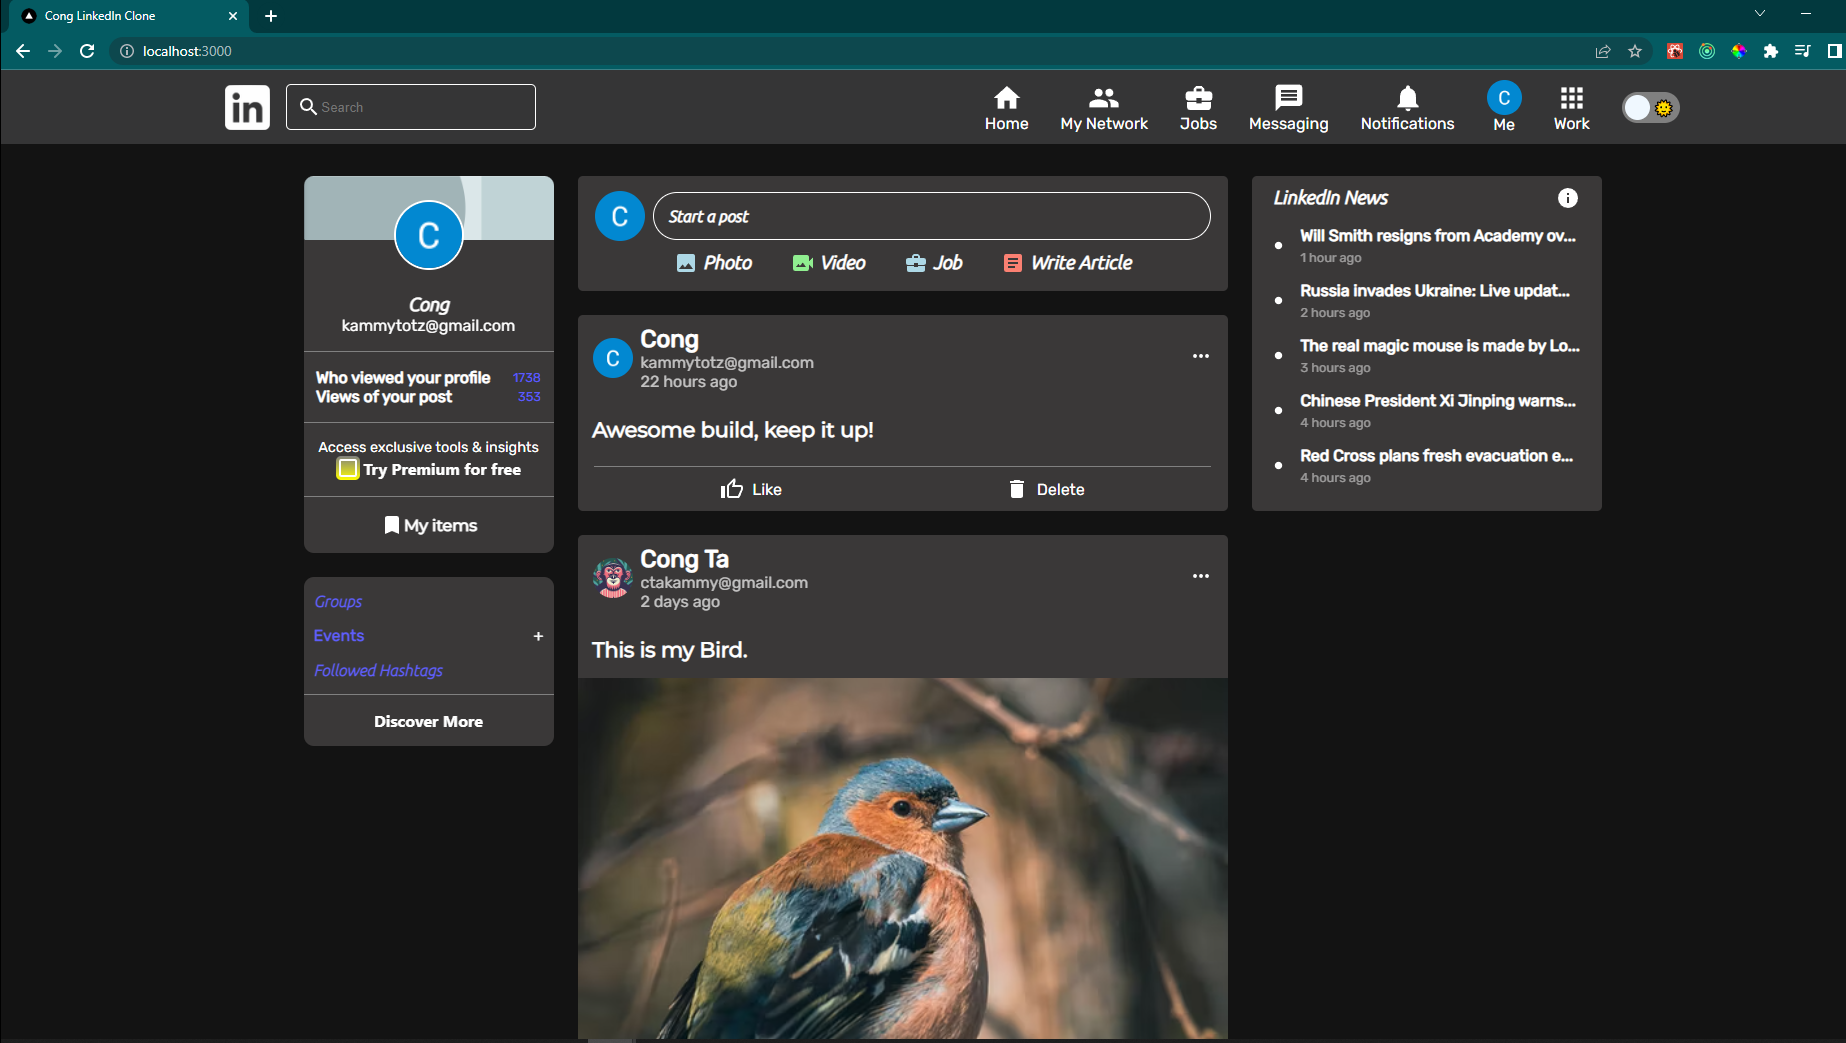 Cong LinkedIn Clone
localhost:3000
in
Search
Home
My Network
Jobs
Messaging
Notifications
C
Me
Work
C
Cong
kammytotz@gmail.com
Who viewed your profile 1738
Views of your post 353
Access exclusive tools & insights
Try Premium for free
My items
Groups
Events +
Followed Hashtags
Discover More
C
Start a post
Photo Video Job Write Article
C
Cong
kammytotz@gmail.com
22 hours ago
Awesome build, keep it up!
Like Delete
Cong Ta
ctakammy@gmail.com
2 days ago
This is my Bird.
LinkedIn News
Will Smith resigns from Academy ov...
1 hour ago
Russia invades Ukraine: Live updat...
2 hours ago
The real magic mouse is made by Lo...
3 hours ago
Chinese President Xi Jinping warns...
4 hours ago
Red Cross plans fresh evacuation e...
4 hours ago